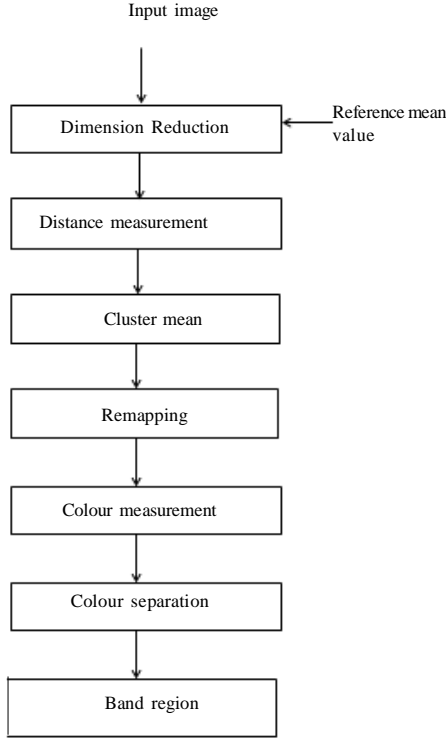 Input image
Dimension Reduction
Reference mean
value
Distance measurement
Cluster mean
Remapping
Colour measurement
Colour separation
Band region